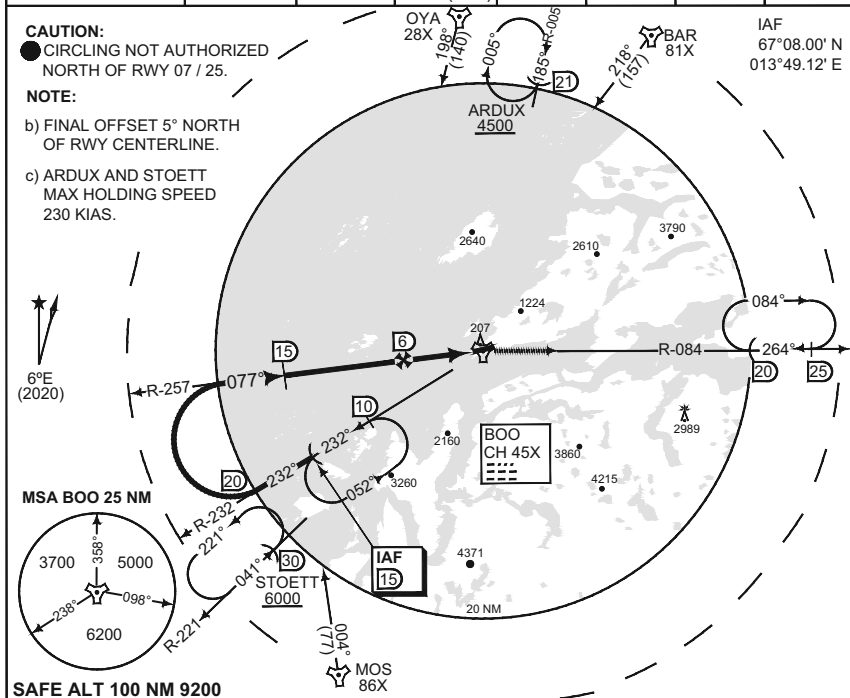 CAUTION:
CIRCLING NOT AUTHORIZED
NORTH OF RWY 07 / 25.
NOTE:
b) FINAL OFFSET 5° NORTH
OF RWY CENTERLINE.
c) ARDUX AND STOETT
MAX HOLDING SPEED
230 KIAS.
OYA
28X
198°
(140)
005°
R-005
185°
21
ARDUX
4500
BAR
81X
218°
(157)
IAF
67°08.00' N
013°49.12' E
2640
2610
3790
1224
207
6°E
(2020)
R-257
077°
15
6
R-084
084°
264°
20
25
10
232°
232°
052°
20
R-232
2160
3260
BOO
CH 45X
3860
4215
2989
4371
20 NM
IAF
15
221°
041°
30
STOETT
6000
R-221
004°
(77)
MOS
86X
MSA BOO 25 NM
3700
358°
5000
238°
098°
6200
SAFE ALT 100 NM 9200